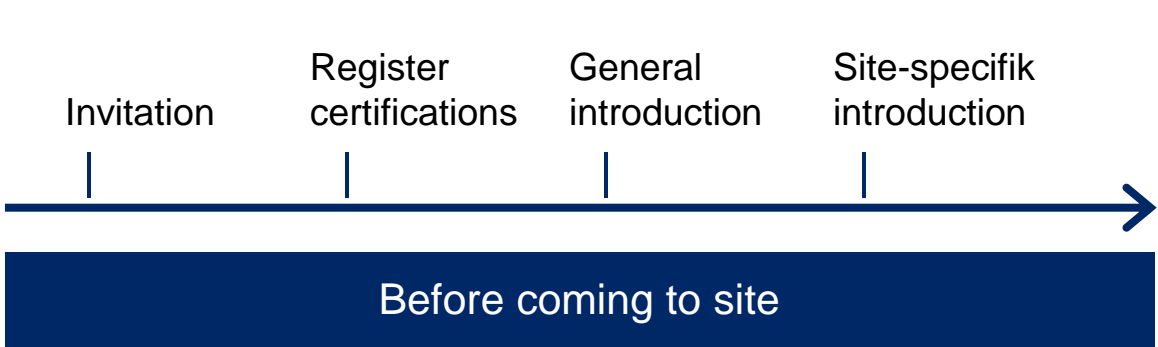 Invitation
Register
certifications
General
introduction
Site-specifik
introduction
Before coming to site